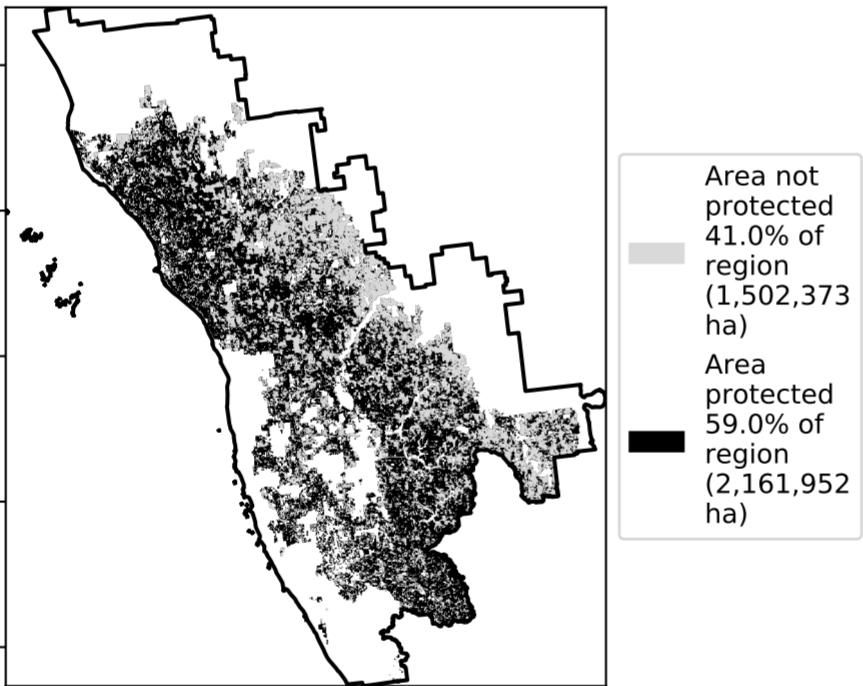 Area not
protected
41.0% of
region
(1,502,373
ha)
Area
protected
59.0% of
region
(2,161,952
ha)